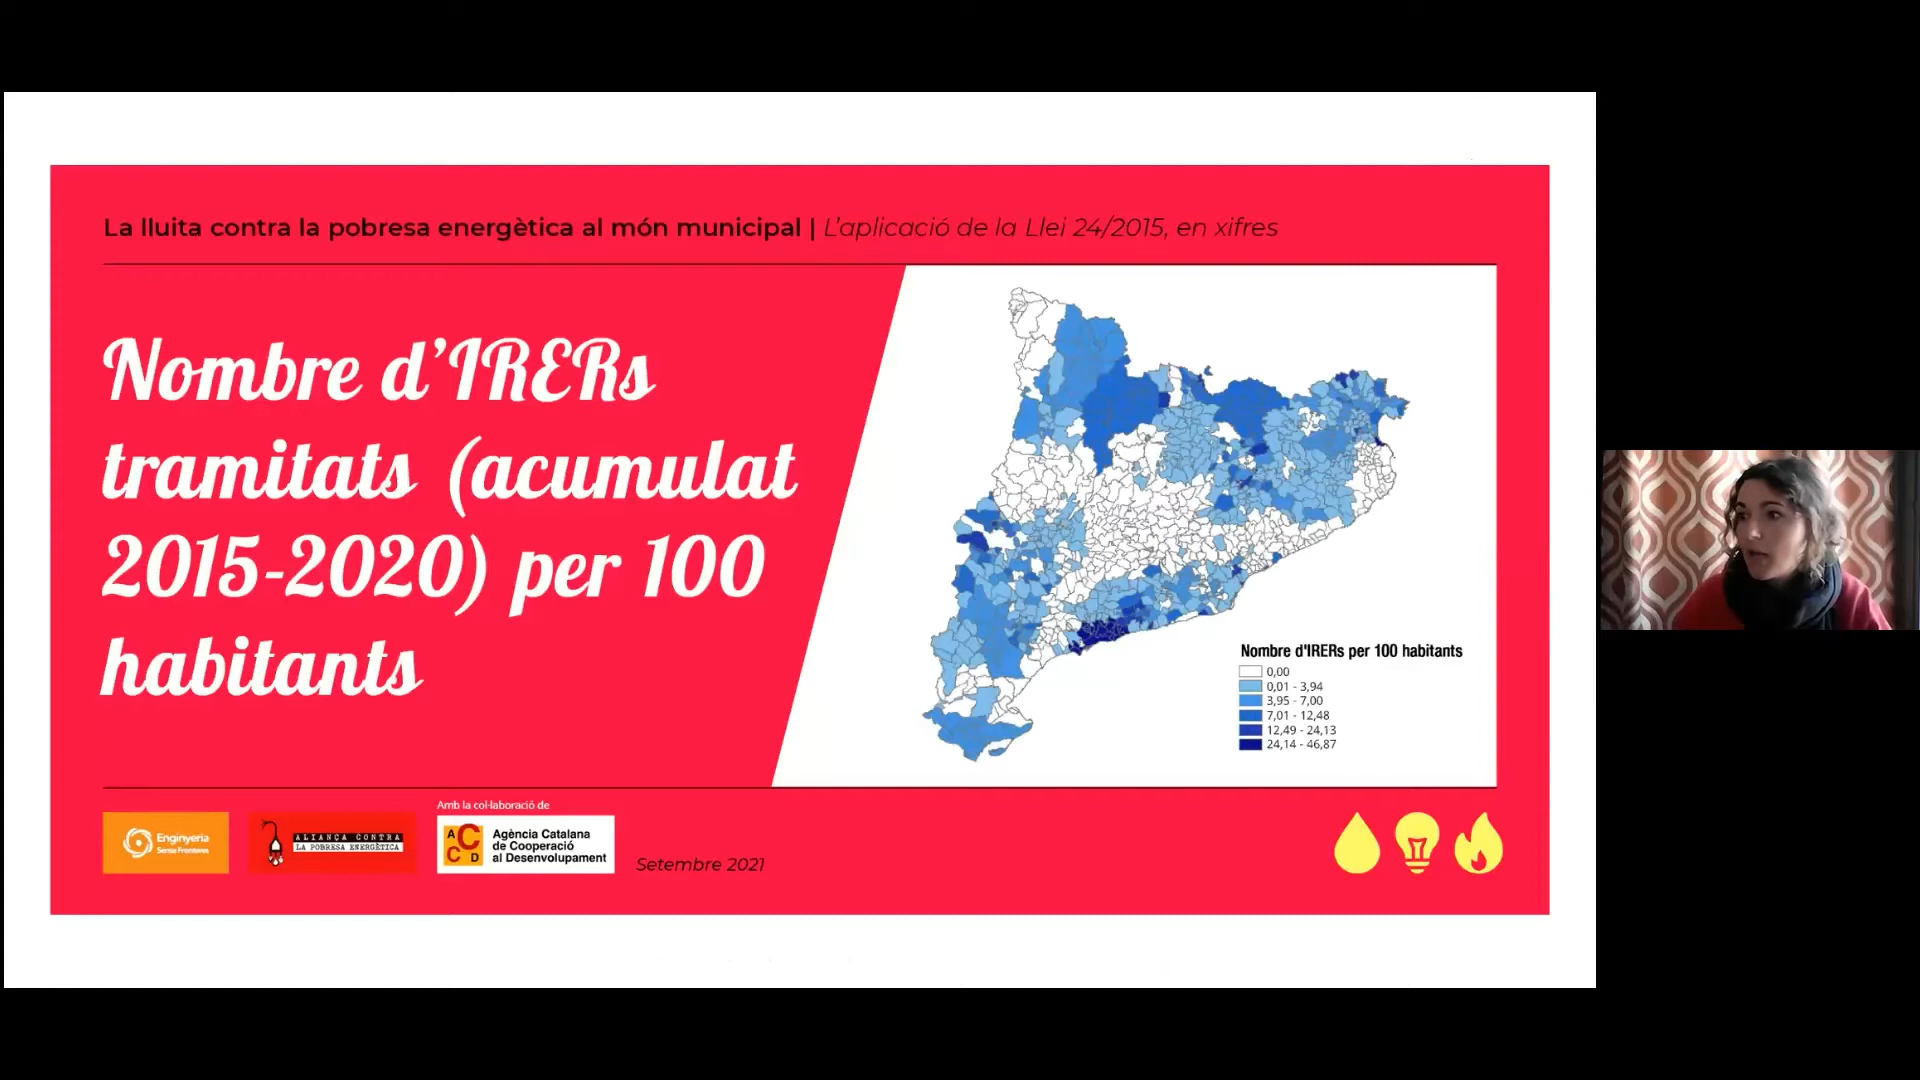 La lluita contra la pobresa energètica al món municipal | L'aplicació de la Llei 24/2015, en xifres
Nombre d'IRERs
tramitats (acumulat
2015-2020) per 100
habitants
Nombre d'IRERs per 100 habitants
0,00
0,01 - 3,94
3,95 - 7,00
7,01 - 12,48
12,49 - 24,13
24,14 - 46,87
Enginyeria
Sense Fronteres
ALIANÇA CONTRA
LA POBRESA ENERGÈTICA
Amb la col·laboració de
ACCD
Agència Catalana
de Cooperació
al Desenvolupament
Setembre 2021